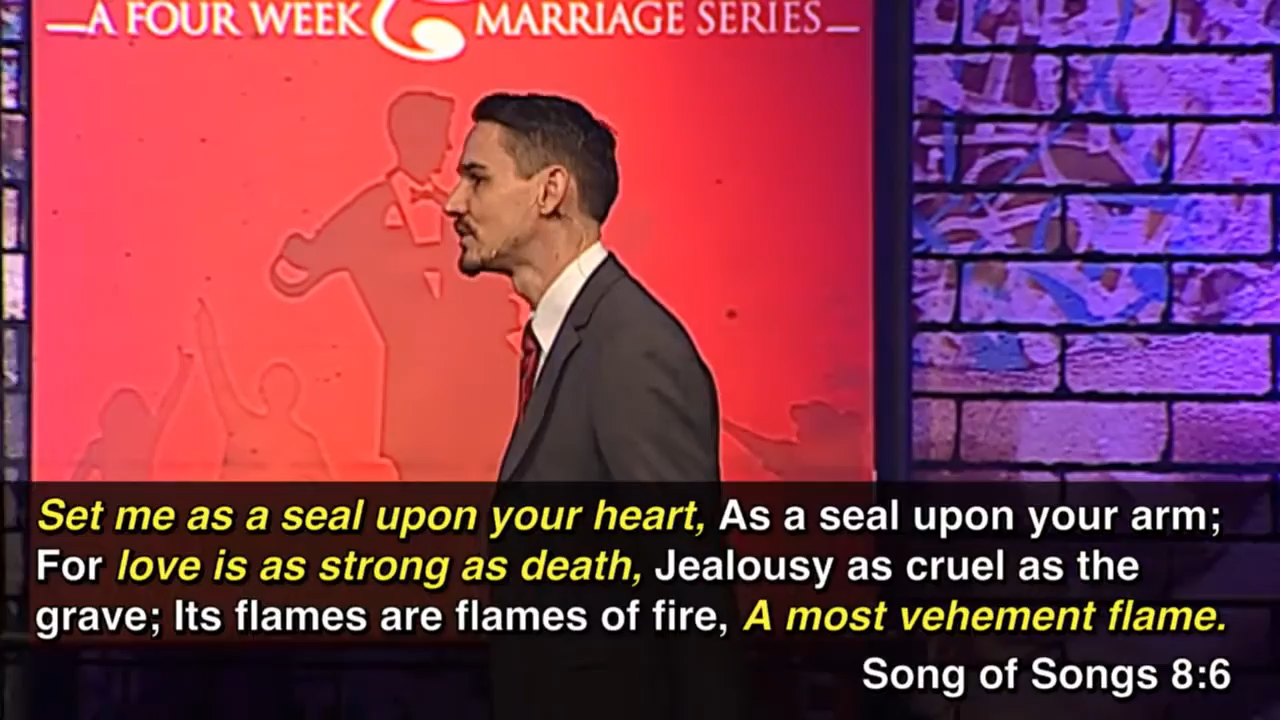 A FOUR WEEK MARRIAGE SERIES
Set me as a seal upon your heart, As a seal upon your arm;
For love is as strong as death, Jealousy as cruel as the
grave; Its flames are flames of fire, A most vehement flame.
Song of Songs 8:6